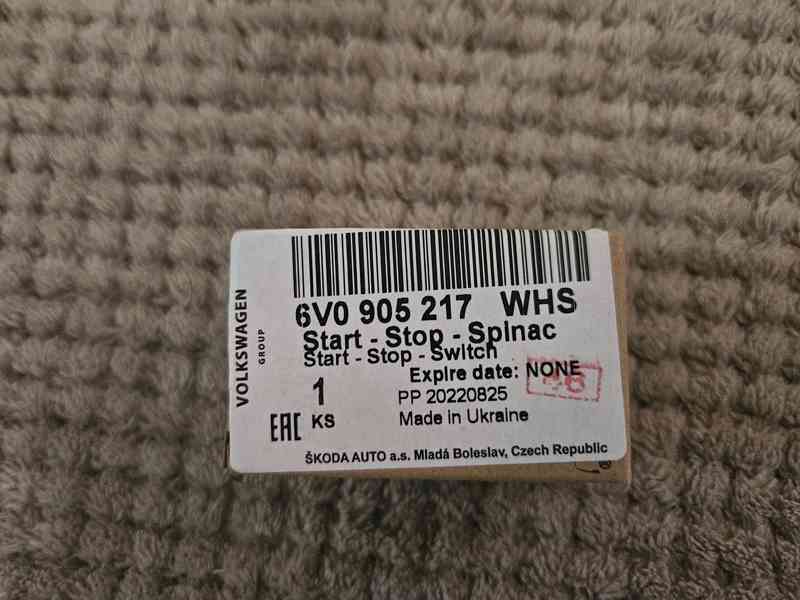 VOLKSWAGEN
GROUP
6V0 905 217 WHS
Start - Stop - Spinac
Start - Stop - Switch
Expire date: NONE
1
KS
PP 20220825
Made in Ukraine
EAC
ŠKODA AUTO a.s. Mladá Boleslav, Czech Republic